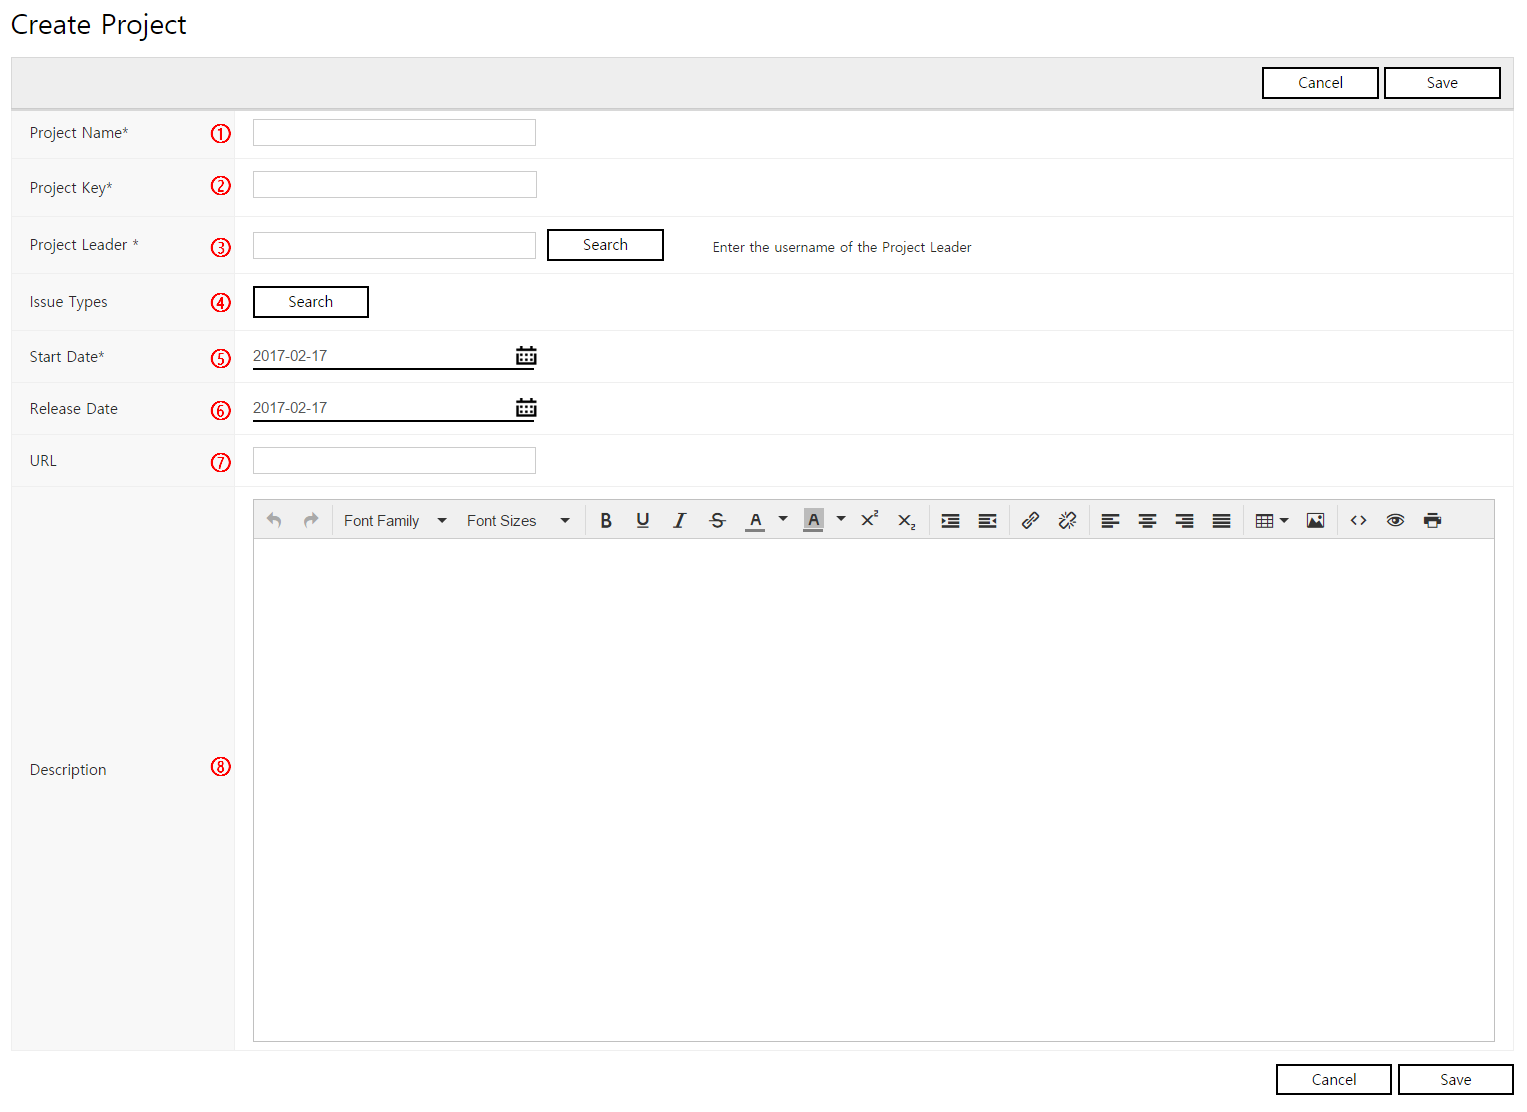 Create Project
Cancel Save
Project Name* ①
Project Key* ②
Project Leader * ③ Search Enter the username of the Project Leader
Issue Types ④ Search
Start Date* ⑤ 2017-02-17
Release Date ⑥ 2017-02-17
URL ⑦
Font Family Font Sizes B U I S A A X² X₂
Description ⑧
Cancel Save